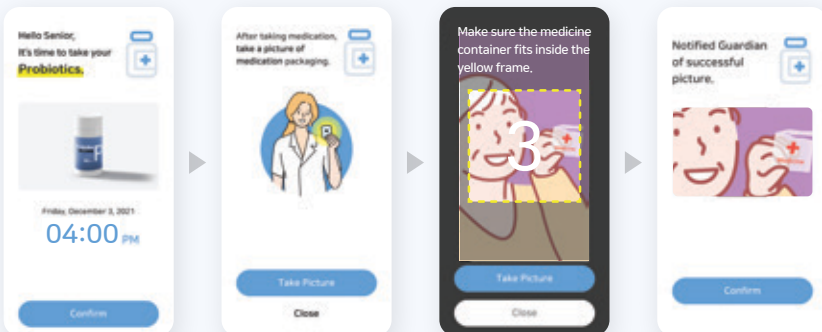 Hello Senior,
It's time to take your
Probiotics.
Friday, December 3, 2021
04:00 PM
Confirm
After taking medication,
take a picture of
medication packaging.
Take Picture
Close
Make sure the medicine
container fits inside the
yellow frame.
3
Take Picture
Close
Notified Guardian
of successful
picture.
Confirm